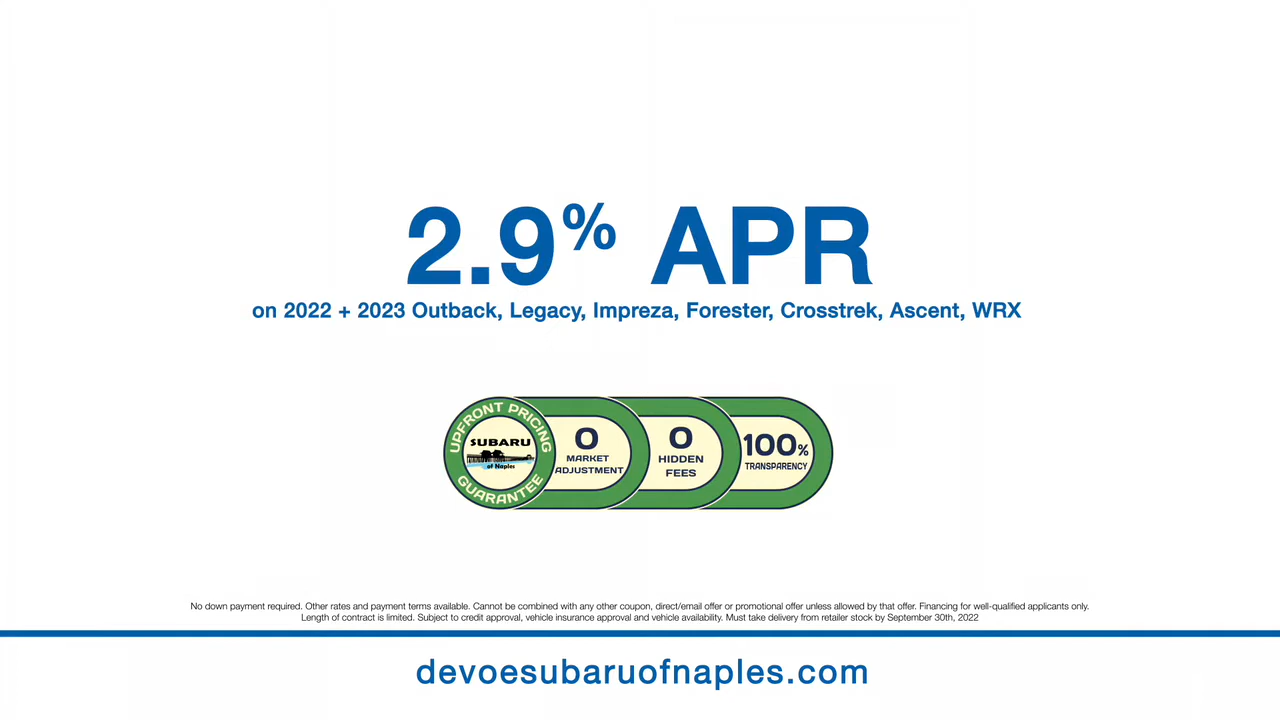 2.9% APR
on 2022 + 2023 Outback, Legacy, Impreza, Forester, Crosstrek, Ascent, WRX
UPFRONT PRICING
SUBARU
of Naples
GUARANTEE
0
MARKET
ADJUSTMENT
0
HIDDEN
FEES
100%
TRANSPARENCY
No down payment required. Other rates and payment terms available. Cannot be combined with any other coupon, direct/email offer or promotional offer unless allowed by that offer. Financing for well-qualified applicants only.
Length of contract is limited. Subject to credit approval, vehicle insurance approval and vehicle availability. Must take delivery from retailer stock by September 30th, 2022
devoesubaruofnaples.com